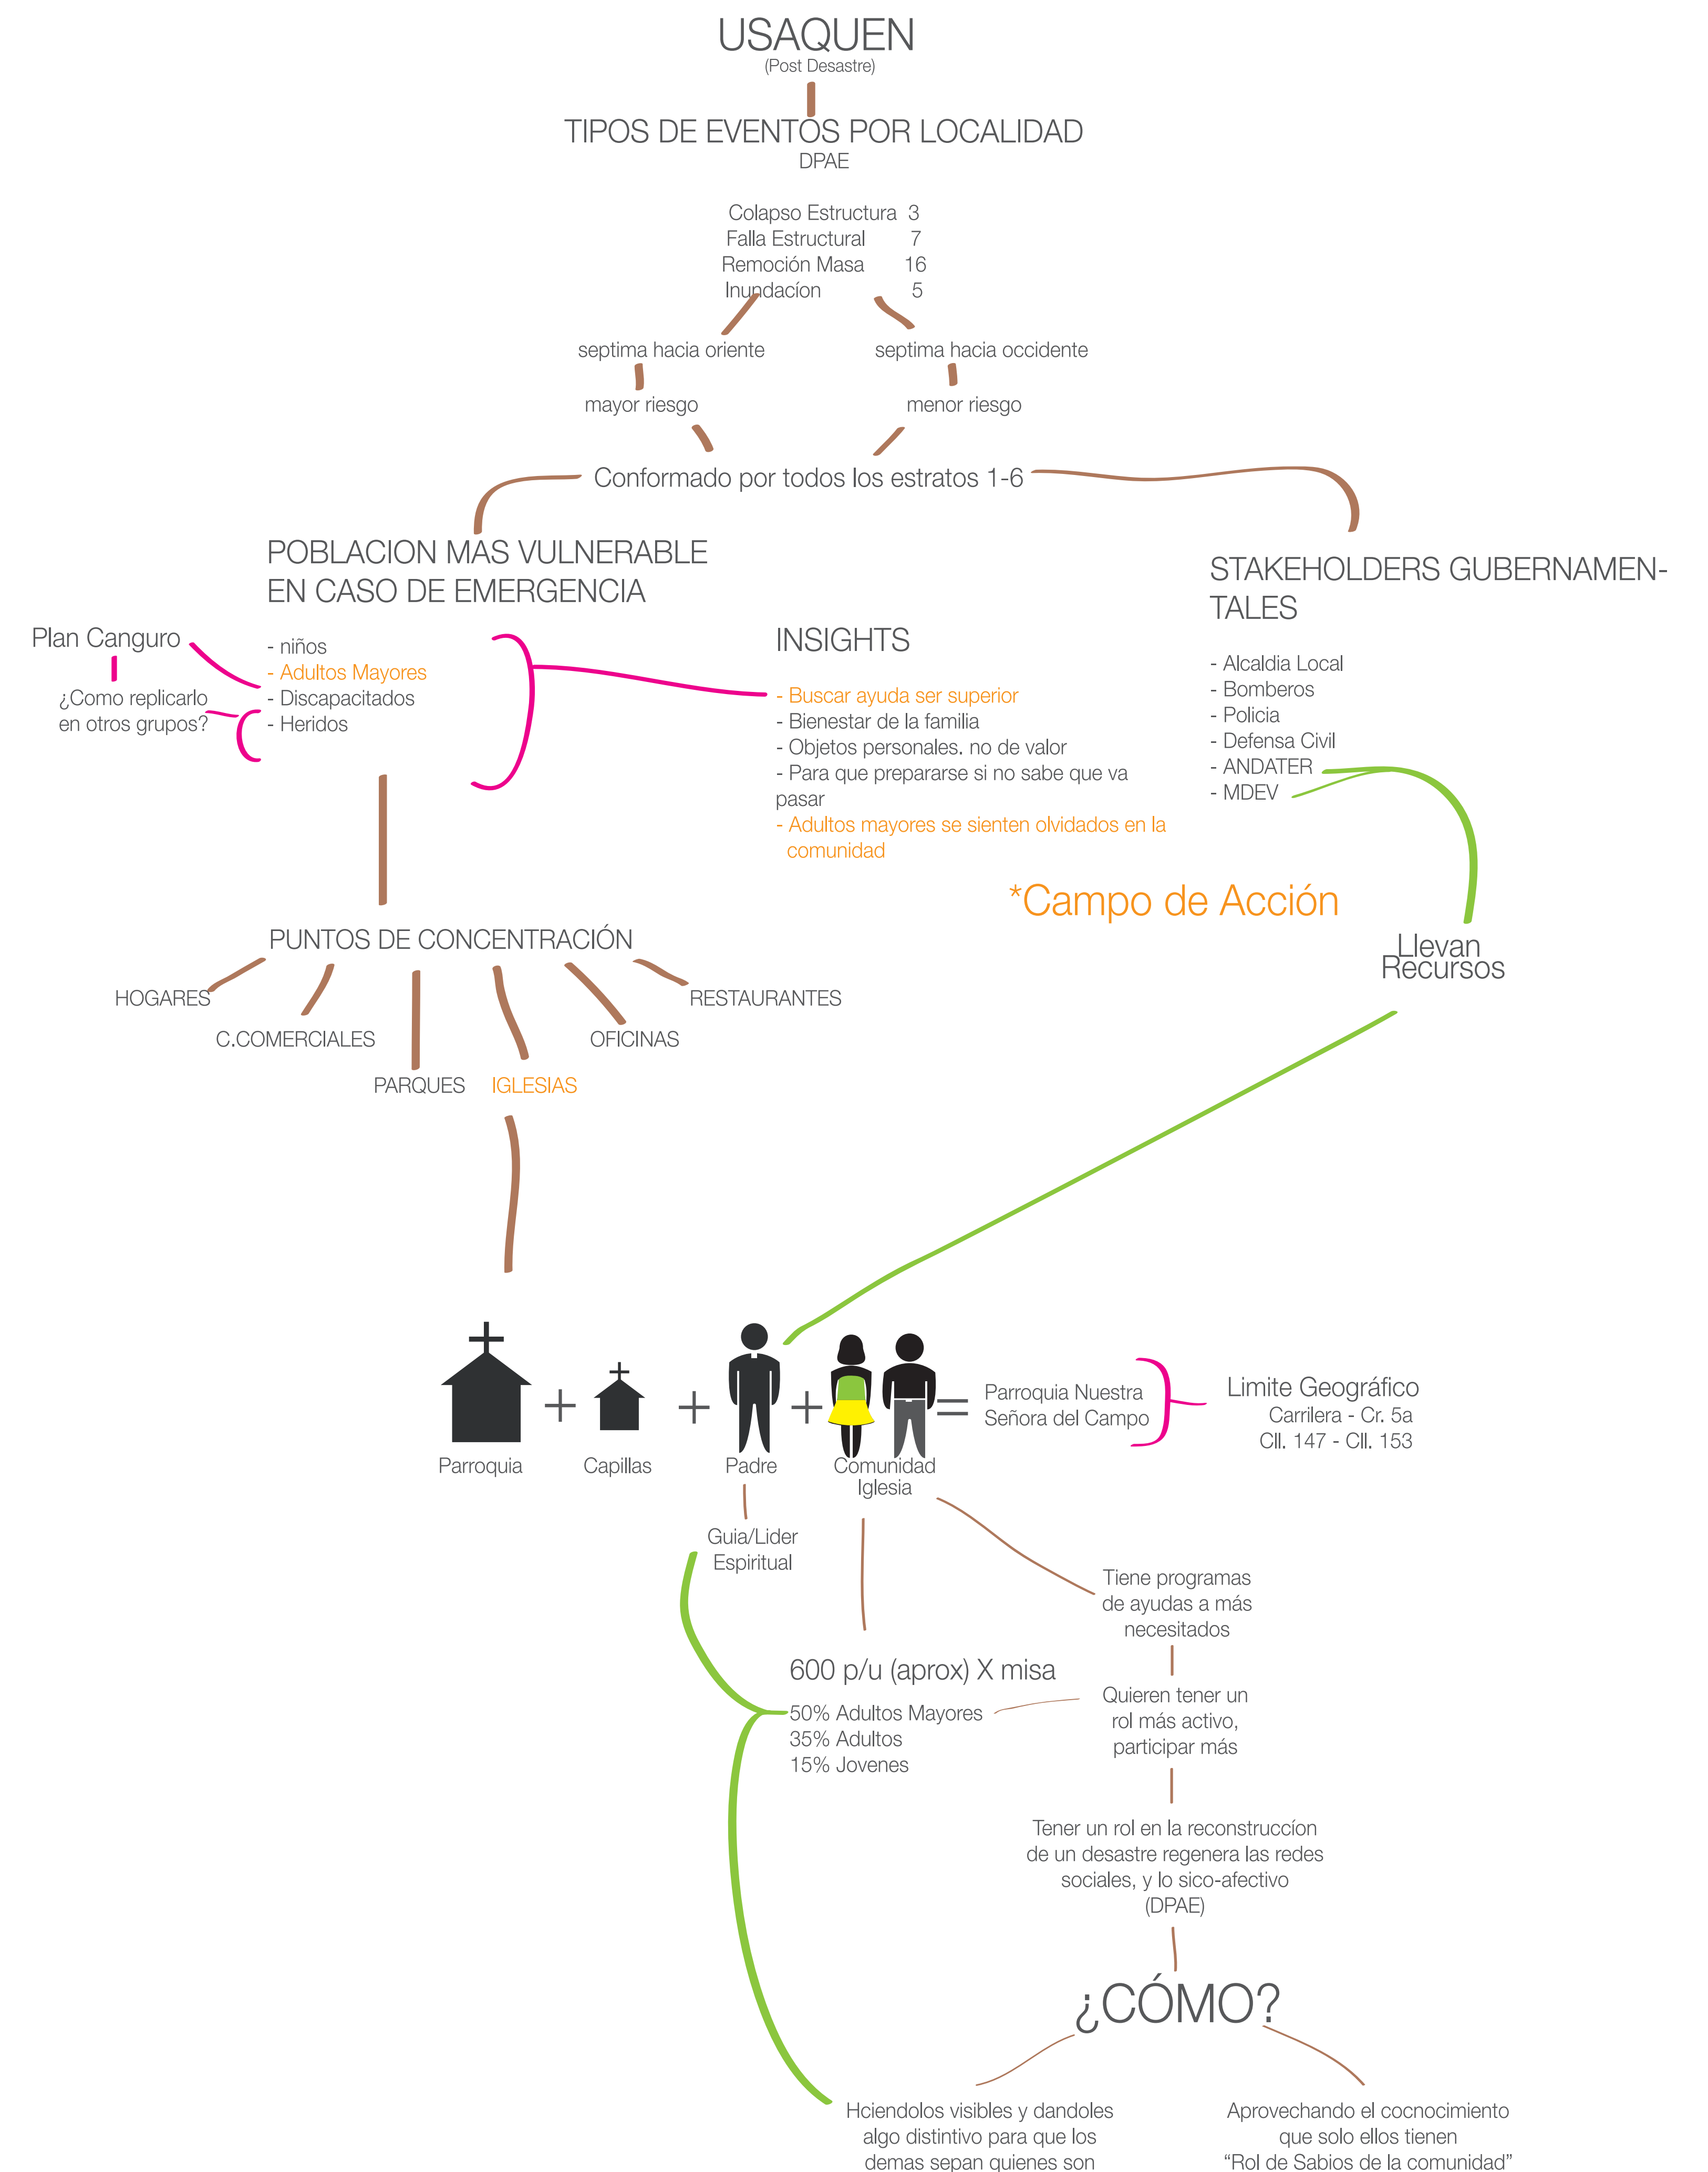 USAQUEN
(Post Desastre)
TIPOS DE EVENTOS POR LOCALIDAD
DPAE
Colapso Estructura 3
Falla Estructural 7
Remoción Masa 16
Inundacíon 5
septima hacia oriente
septima hacia occidente
mayor riesgo
menor riesgo
Conformado por todos los estratos 1-6
POBLACION MAS VULNERABLE
EN CASO DE EMERGENCIA
Plan Canguro
¿Como replicarlo
en otros grupos?
- niños
- Adultos Mayores
- Discapacitados
- Heridos
INSIGHTS
- Buscar ayuda ser superior
- Bienestar de la familia
- Objetos personales. no de valor
- Para que prepararse si no sabe que va
pasar
- Adultos mayores se sienten olvidados en la
comunidad
STAKEHOLDERS GUBERNAMEN-
TALES
- Alcaldia Local
- Bomberos
- Policia
- Defensa Civil
- ANDATER
- MDEV
*Campo de Acción
Llevan
Recursos
PUNTOS DE CONCENTRACIÓN
HOGARES
C.COMERCIALES
PARQUES
IGLESIAS
OFICINAS
RESTAURANTES
+ + + =
Parroquia
Capillas
Padre
Comunidad
Iglesia
Parroquia Nuestra
Señora del Campo
Limite Geográfico
Carrilera - Cr. 5a
Cll. 147 - Cll. 153
Guia/Lider
Espiritual
600 p/u (aprox) X misa
50% Adultos Mayores
35% Adultos
15% Jovenes
Tiene programas
de ayudas a más
necesitados
Quieren tener un
rol más activo,
participar más
Tener un rol en la reconstruccíon
de un desastre regenera las redes
sociales, y lo sico-afectivo
(DPAE)
¿CÓMO?
Hciendolos visibles y dandoles
algo distintivo para que los
demas sepan quienes son
Aprovechando el cocnocimiento
que solo ellos tienen
“Rol de Sabios de la comunidad”